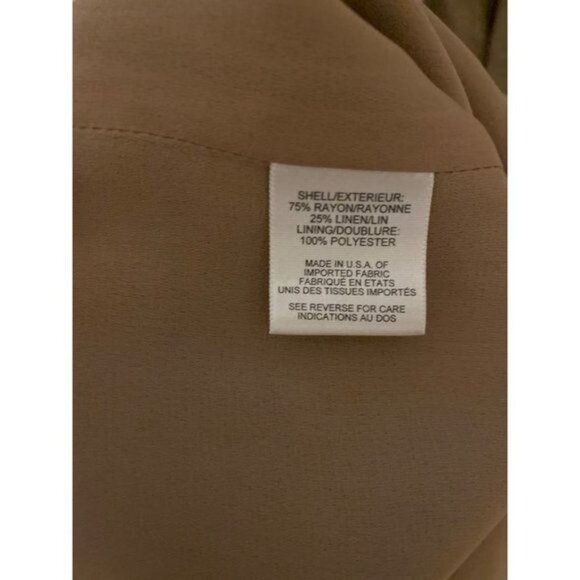 SHELL/EXTERIEUR:
75% RAYON/RAYONNE
25% LINEN/LIN
LINING/DOUBLURE:
100% POLYESTER
MADE IN U.S.A. OF
IMPORTED FABRIC
FABRIQUÉ EN ETATS
UNIS DES TISSUES IMPORTÉS
SEE REVERSE FOR CARE
INDICATIONS AU DOS